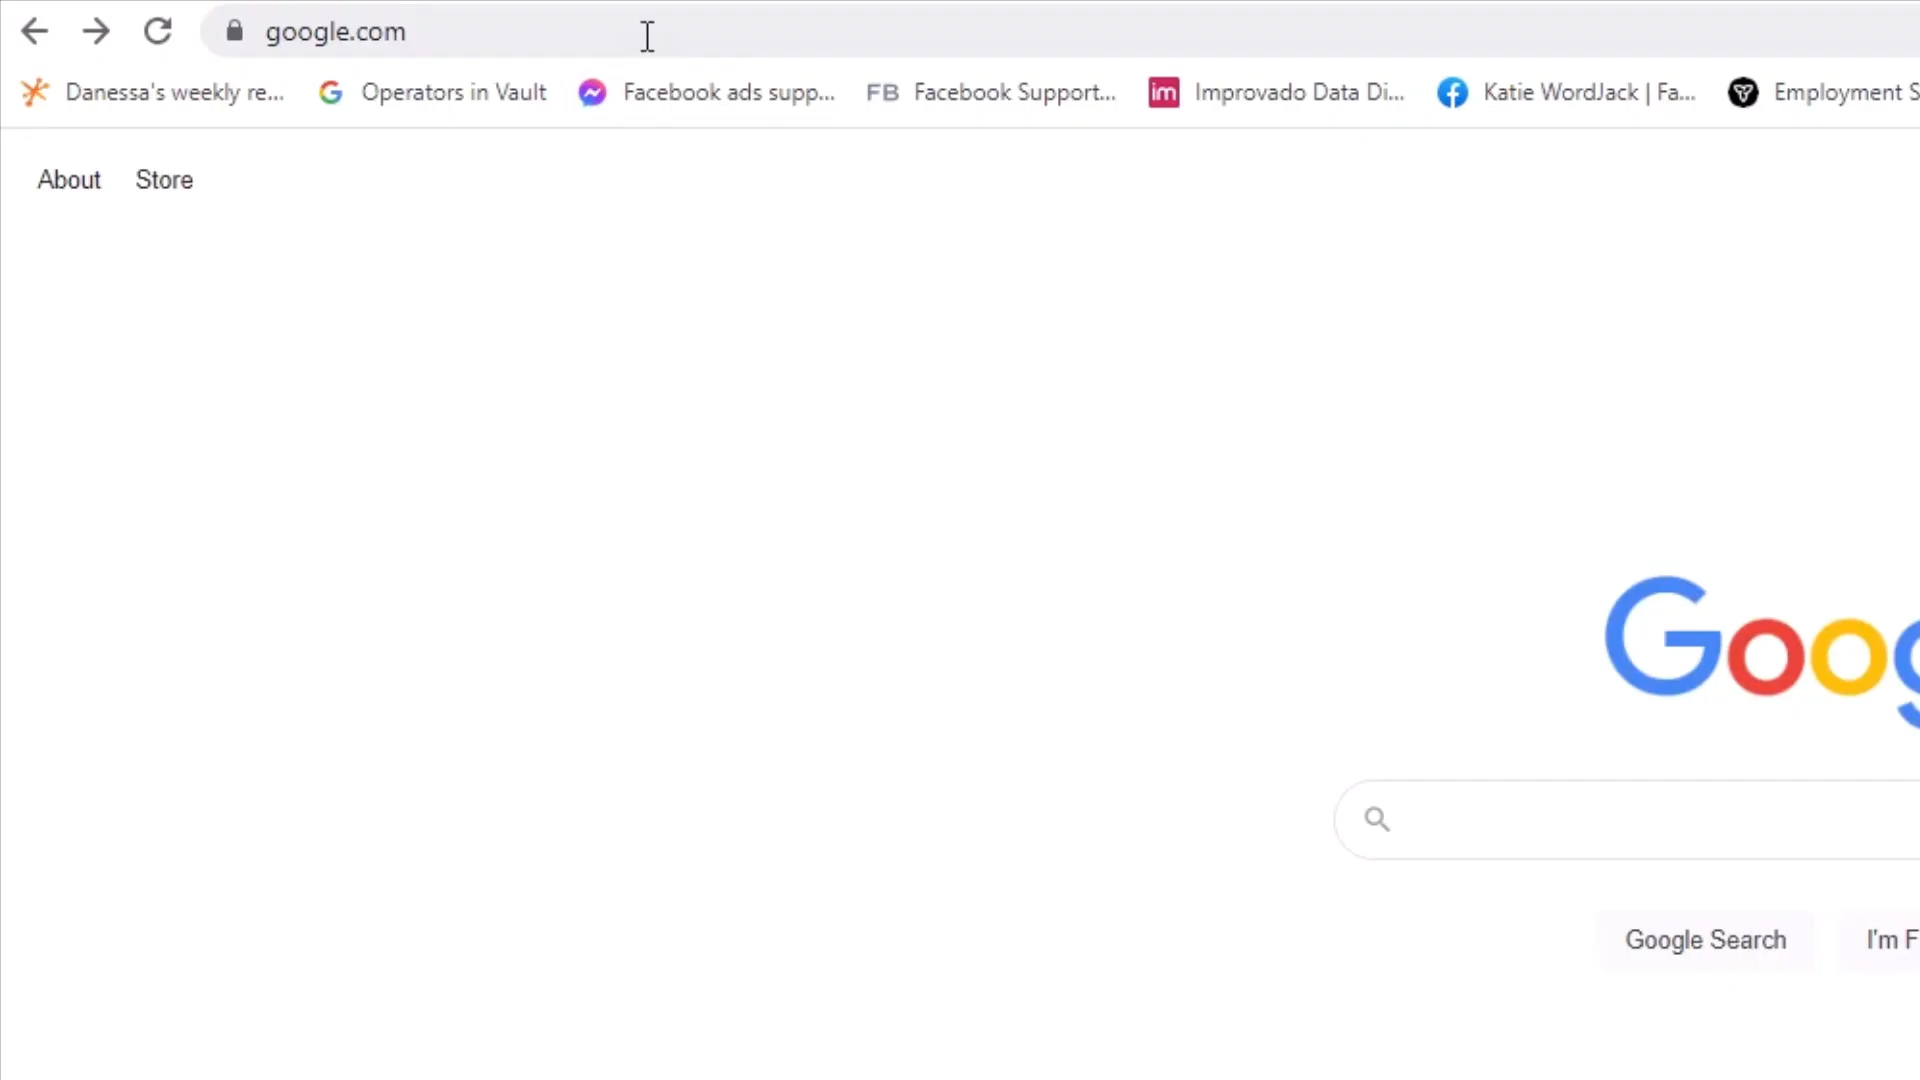 google.com
Danessa's weekly re... Operators in Vault Facebook ads supp... FB Facebook Support... im Improvado Data Di... Katie WordJack | Fa... Employment S
About Store
Goog
Google Search I'm F